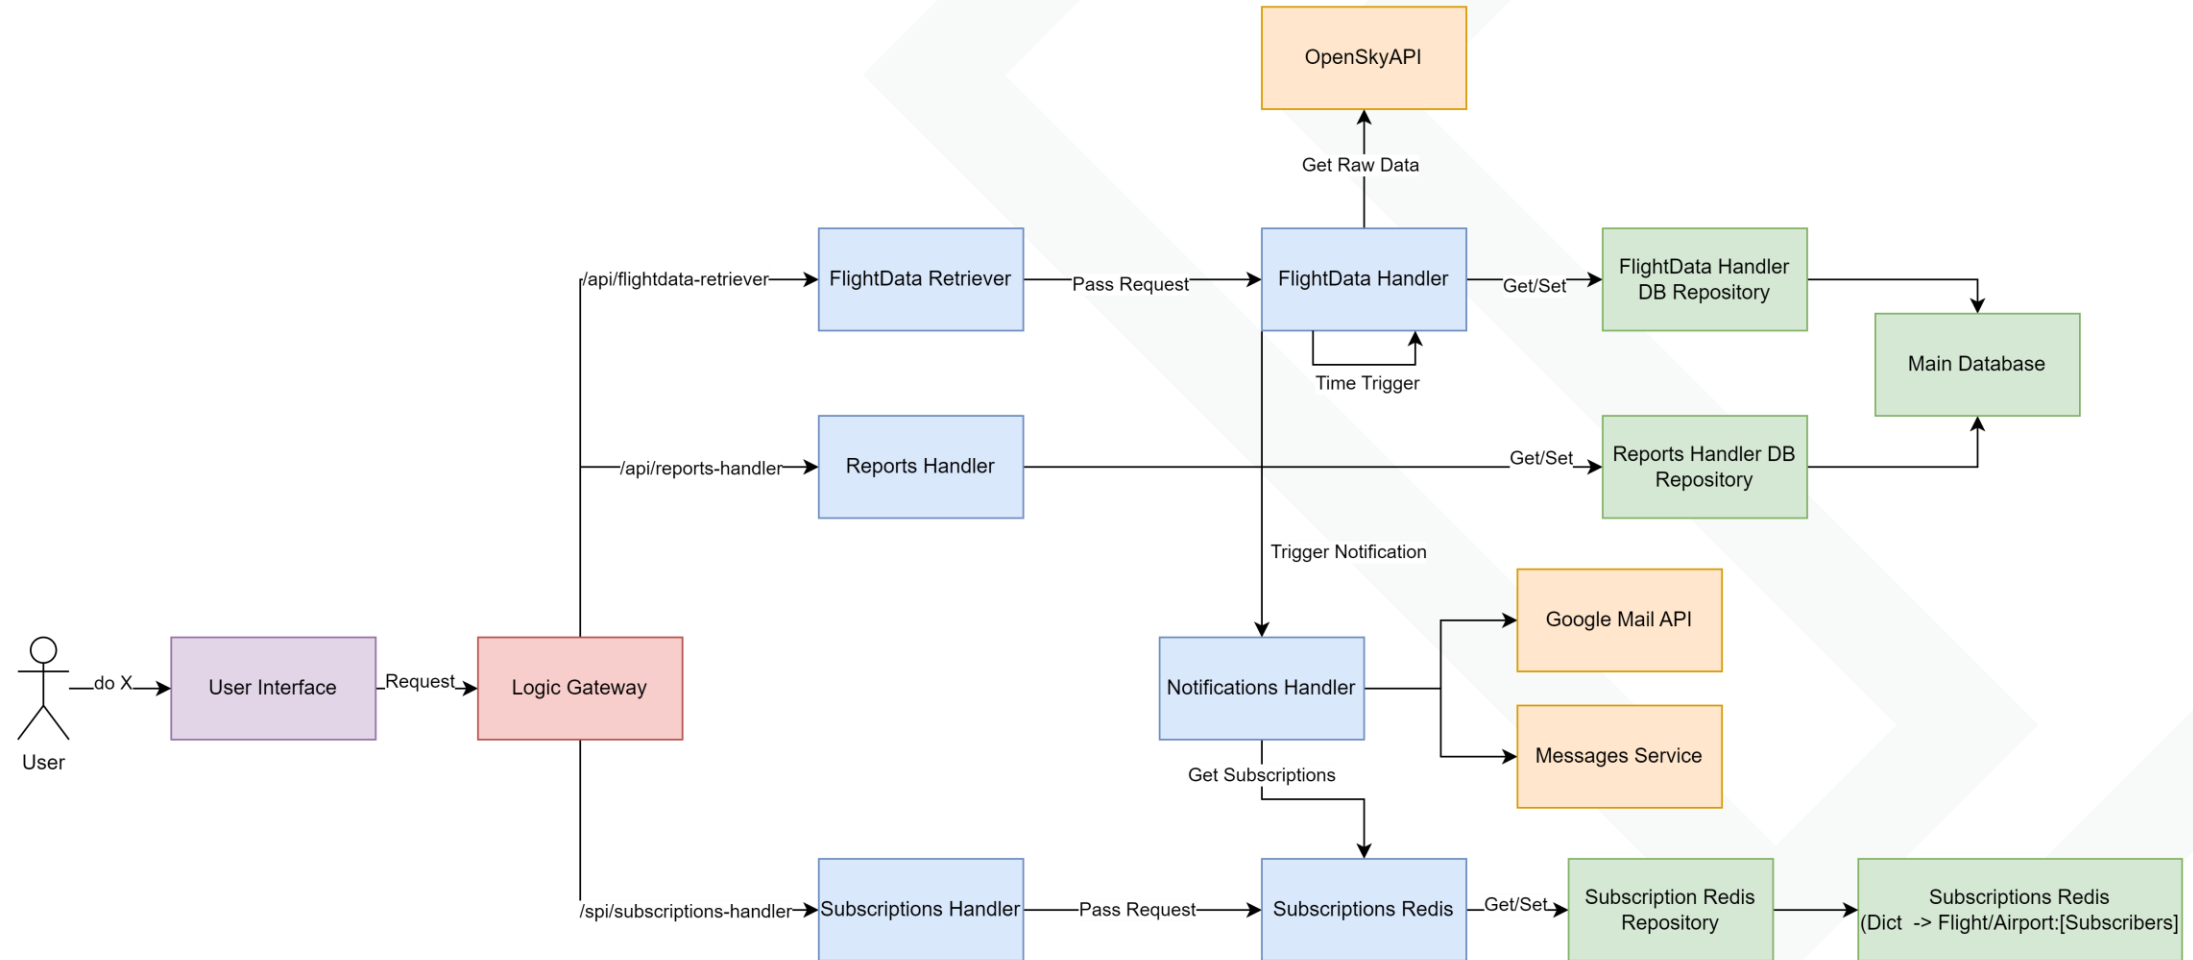 OpenSkyAPI
Get Raw Data
/api/flightdata-retriever
FlightData Retriever
Pass Request
FlightData Handler
Get/Set
FlightData Handler
DB Repository
Main Database
Time Trigger
/api/reports-handler
Reports Handler
Get/Set
Reports Handler DB
Repository
Trigger Notification
Google Mail API
do X
User Interface
Request
Logic Gateway
Notifications Handler
Messages Service
User
Get Subscriptions
/spi/subscriptions-handler
Subscriptions Handler
Pass Request
Subscriptions Redis
Get/Set
Subscription Redis
Repository
Subscriptions Redis
(Dict -> Flight/Airport:[Subscribers]